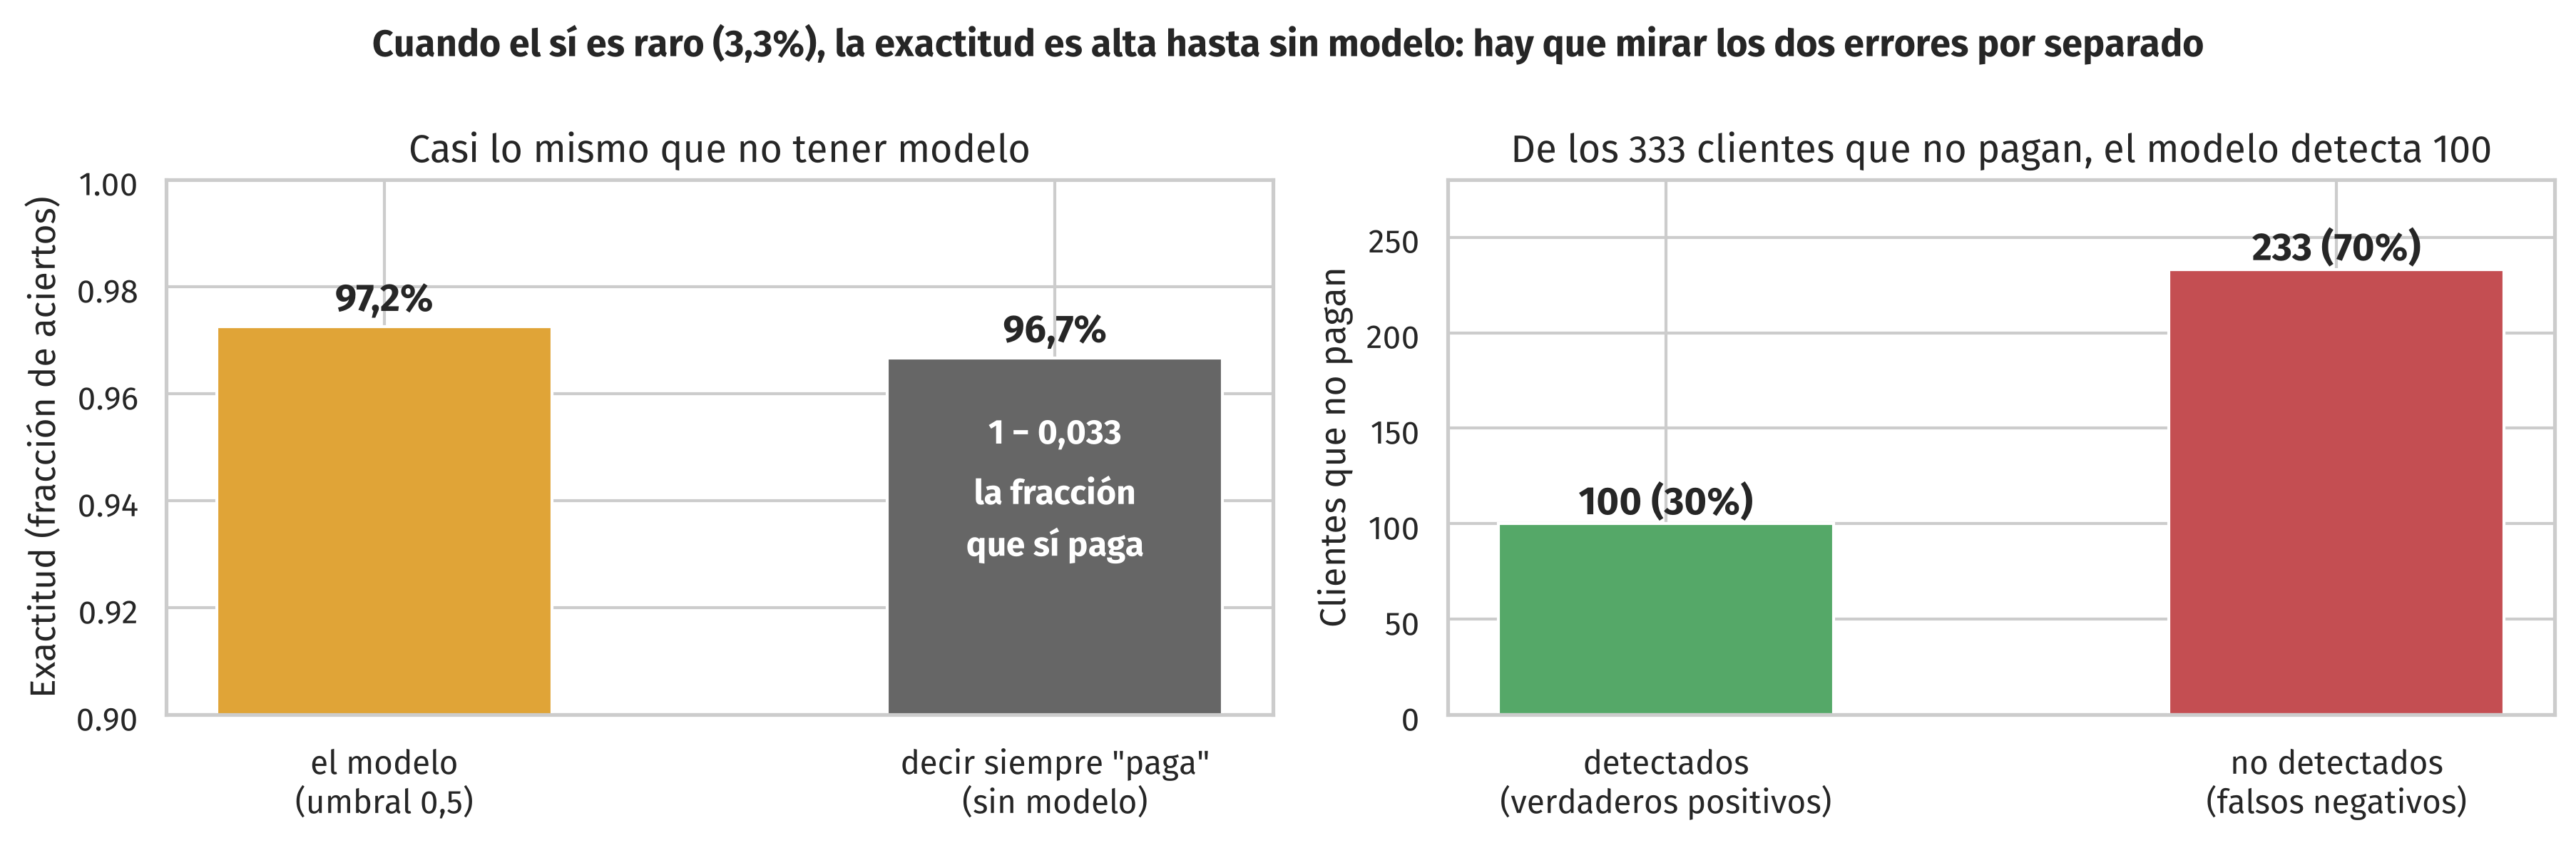 Cuando el sí es raro (3,3%), la exactitud es alta hasta sin modelo: hay que mirar los dos errores por separado
Casi lo mismo que no tener modelo
Exactitud (fracción de aciertos)
1.00
0.98
0.96
0.94
0.92
0.90
97,2%
96,7%
1 − 0,033
la fracción
que sí paga
el modelo
(umbral 0,5)
decir siempre "paga"
(sin modelo)
De los 333 clientes que no pagan, el modelo detecta 100
Clientes que no pagan
250
200
150
100
50
0
100 (30%)
233 (70%)
detectados
(verdaderos positivos)
no detectados
(falsos negativos)